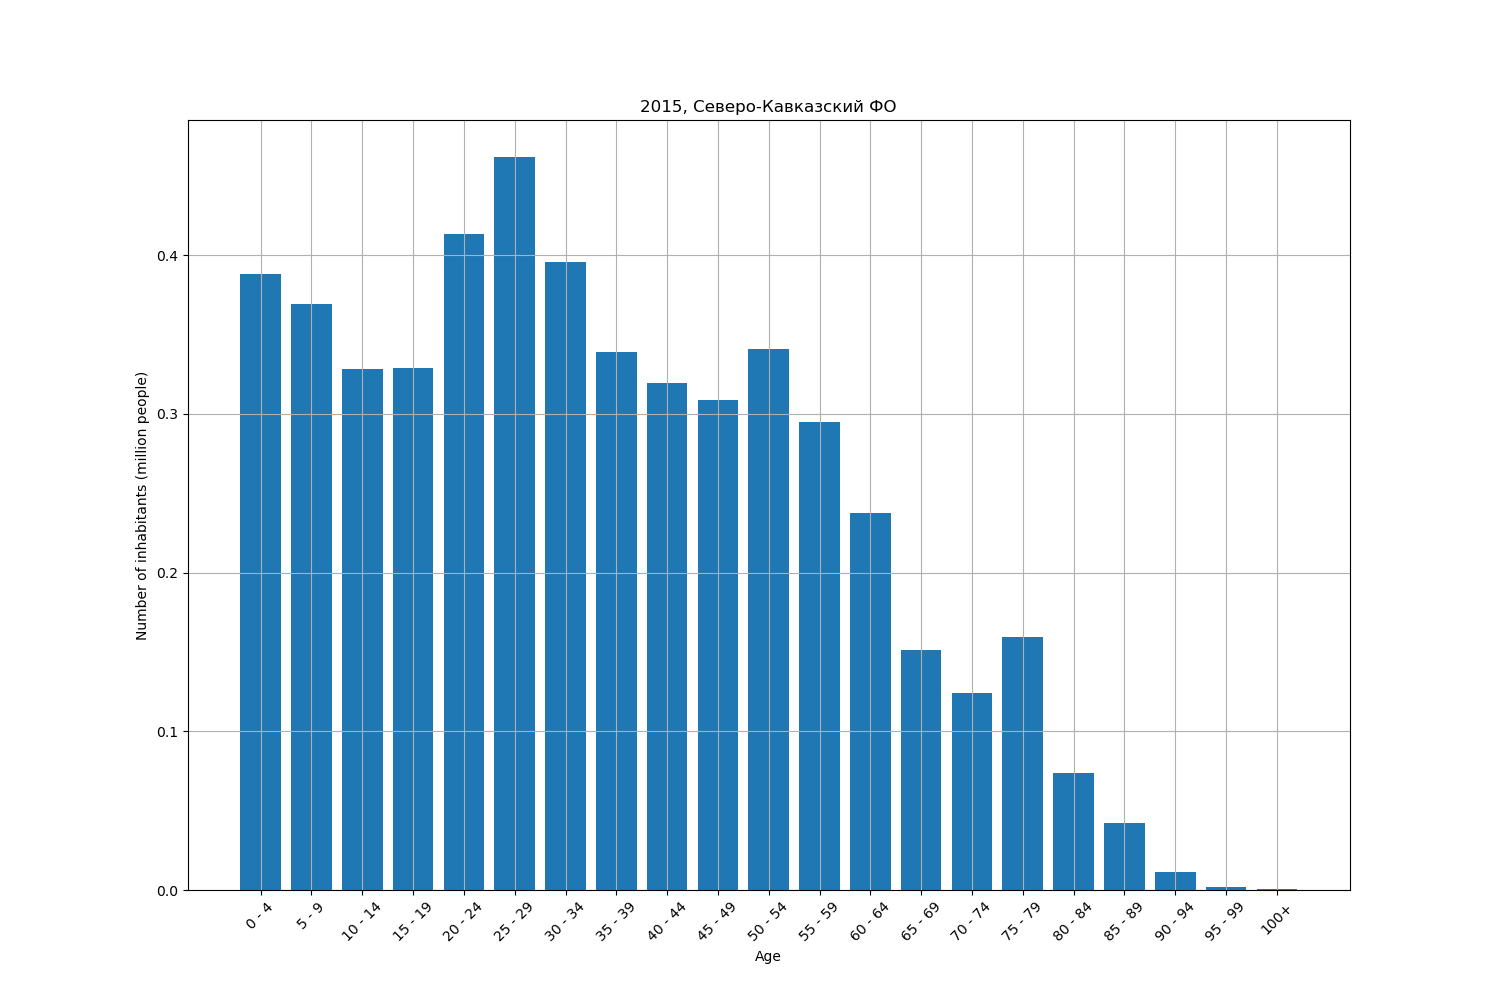 2015, Северо-Кавказский ФО
Number of inhabitants (million people)
0.4
0.3
0.2
0.1
0.0
0 - 4
5 - 9
10 - 14
15 - 19
20 - 24
25 - 29
30 - 34
35 - 39
40 - 44
45 - 49
50 - 54
55 - 59
60 - 64
65 - 69
70 - 74
75 - 79
80 - 84
85 - 89
90 - 94
95 - 99
100+
Age